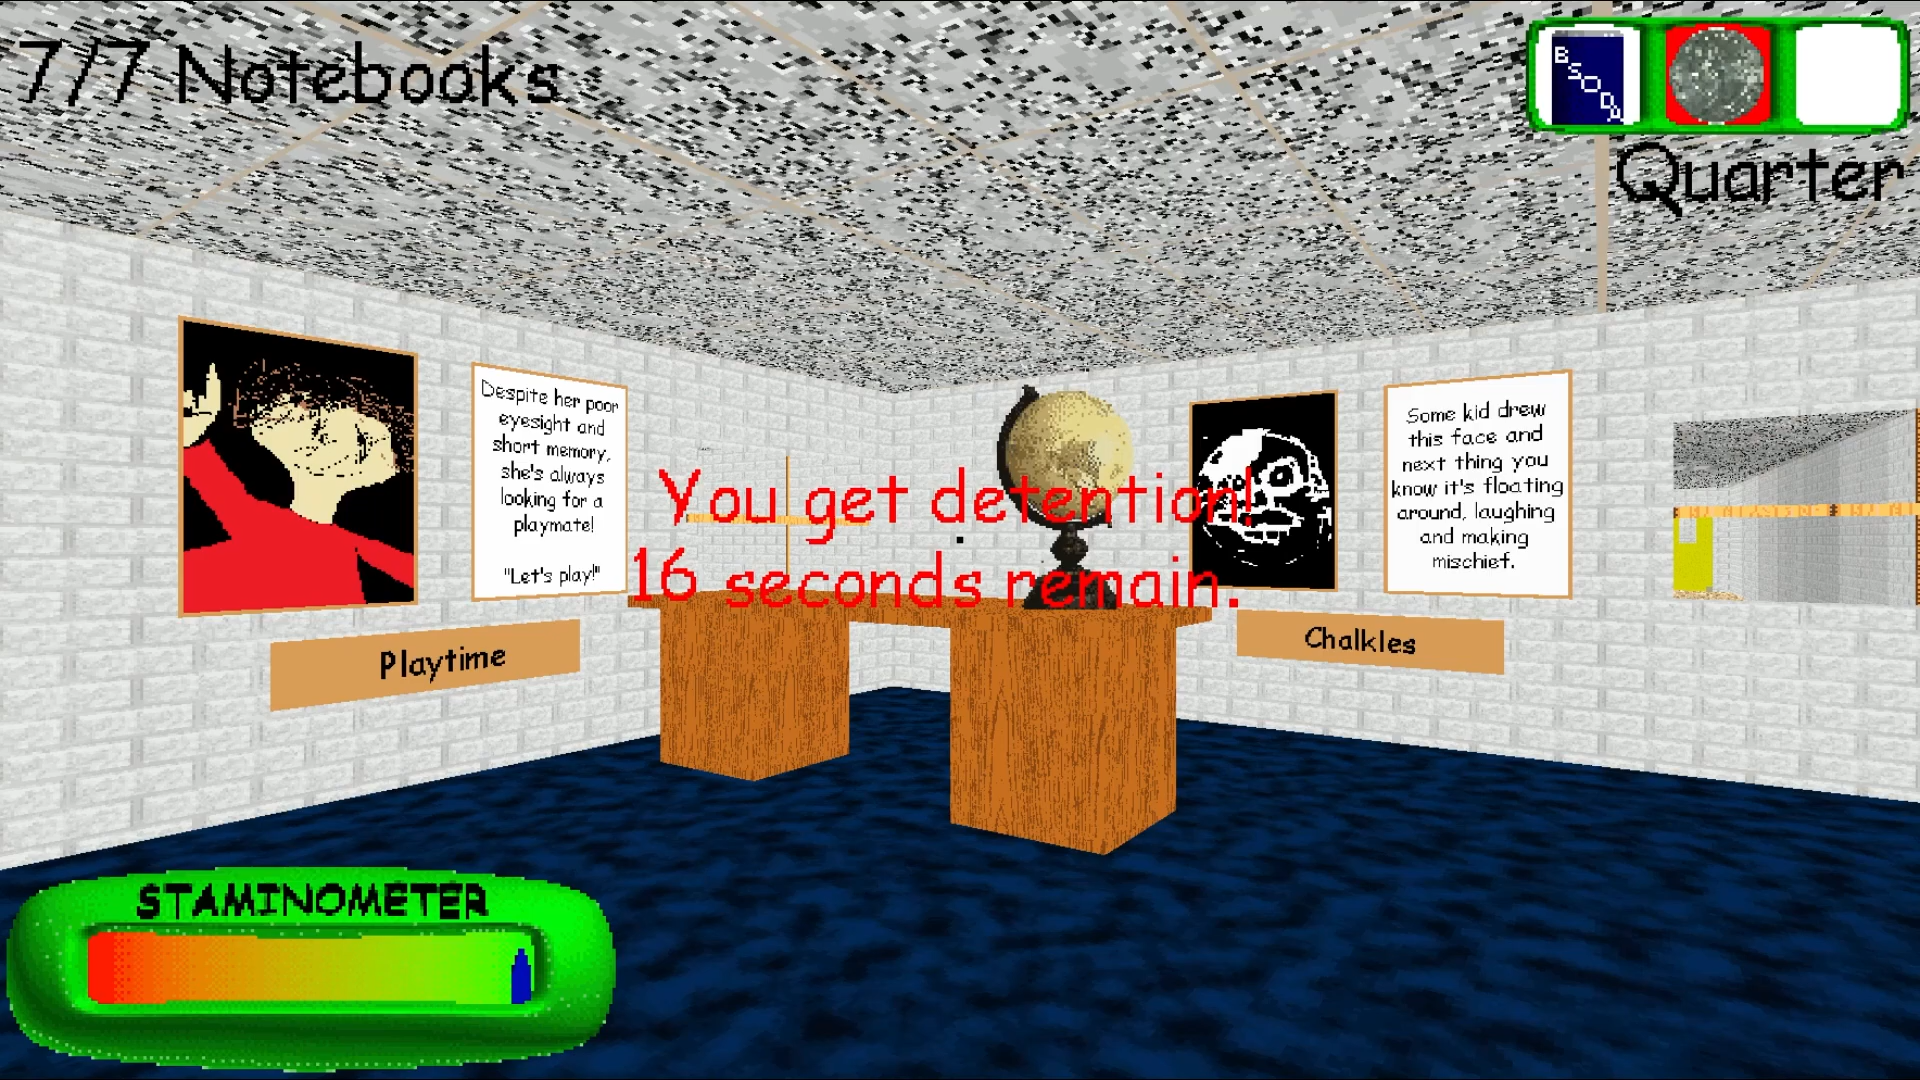 7/7 Notebooks
BSODA
Quarter
Despite her poor
eyesight and
short memory,
she's always
looking for a
playmate!
"Let's play!"
Some kid drew
this face and
next thing you
know it's floating
around, laughing
and making
mischief.
You get detention!
16 seconds remain.
Playtime
Chalkles
STAMINOMETER